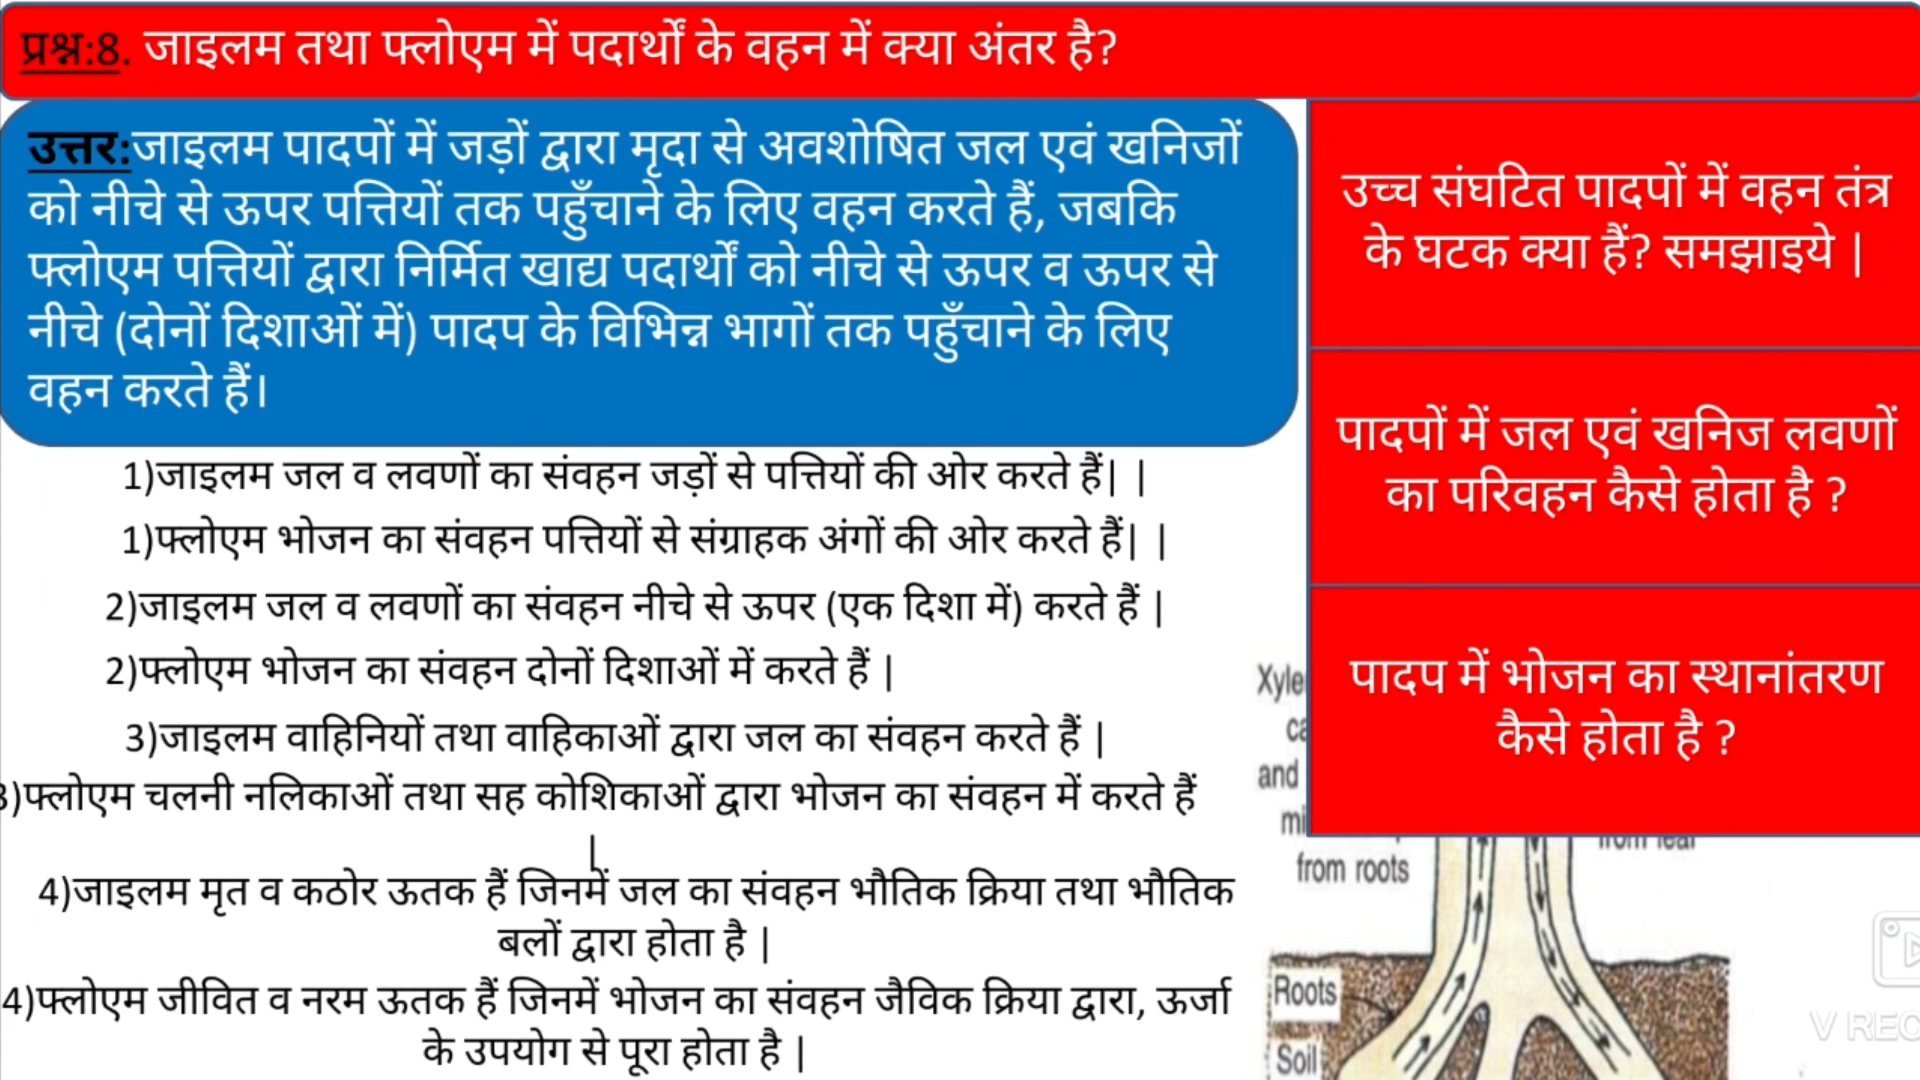 प्रश्न:8. जाइलम तथा फ्लोएम में पदार्थों के वहन में क्या अंतर है?
उत्तर:जाइलम पादपों में जड़ों द्वारा मृदा से अवशोषित जल एवं खनिजों
को नीचे से ऊपर पत्तियों तक पहुँचाने के लिए वहन करते हैं, जबकि
फ्लोएम पत्तियों द्वारा निर्मित खाद्य पदार्थों को नीचे से ऊपर व ऊपर से
नीचे (दोनों दिशाओं में) पादप के विभिन्न भागों तक पहुँचाने के लिए
वहन करते हैं।
1)जाइलम जल व लवणों का संवहन जड़ों से पत्तियों की ओर करते हैं| |
1)फ्लोएम भोजन का संवहन पत्तियों से संग्राहक अंगों की ओर करते हैं| |
2)जाइलम जल व लवणों का संवहन नीचे से ऊपर (एक दिशा में) करते हैं |
2)फ्लोएम भोजन का संवहन दोनों दिशाओं में करते हैं |
3)जाइलम वाहिनियों तथा वाहिकाओं द्वारा जल का संवहन करते हैं |
3)फ्लोएम चलनी नलिकाओं तथा सह कोशिकाओं द्वारा भोजन का संवहन में करते हैं
|
4)जाइलम मृत व कठोर ऊतक हैं जिनमें जल का संवहन भौतिक क्रिया तथा भौतिक
बलों द्वारा होता है |
4)फ्लोएम जीवित व नरम ऊतक हैं जिनमें भोजन का संवहन जैविक क्रिया द्वारा, ऊर्जा
के उपयोग से पूरा होता है |
उच्च संघटित पादपों में वहन तंत्र
के घटक क्या हैं? समझाइये |
पादपों में जल एवं खनिज लवणों
का परिवहन कैसे होता है ?
पादप में भोजन का स्थानांतरण
कैसे होता है ?
and
from roots
from leaf
Roots
Soil
V REC